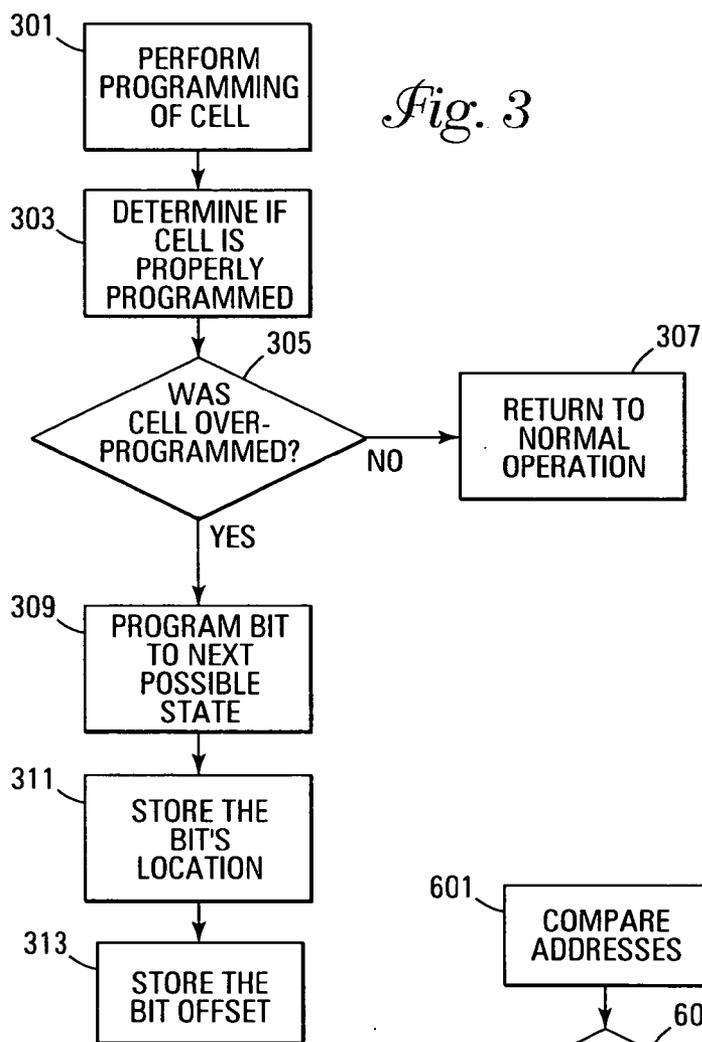 301
PERFORM
PROGRAMMING
OF CELL
Fig. 3
303
DETERMINE IF
CELL IS
PROPERLY
PROGRAMMED
305
WAS
CELL OVER-
PROGRAMMED?
NO
307
RETURN TO
NORMAL
OPERATION
YES
309
PROGRAM BIT
TO NEXT
POSSIBLE
STATE
311
STORE THE
BIT'S
LOCATION
313
STORE THE
BIT OFFSET
601
COMPARE
ADDRESSES